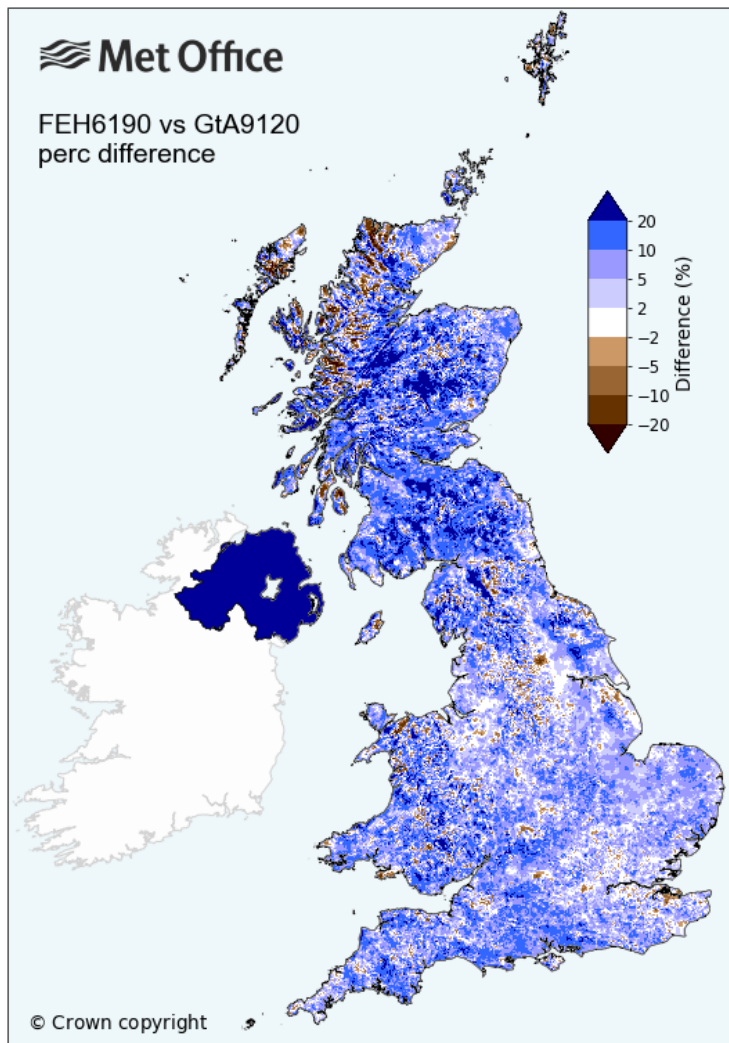 Met Office
FEH6190 vs GtA9120
perc difference
20
10
5
2
−2
−5
−10
−20
Difference (%)
© Crown copyright